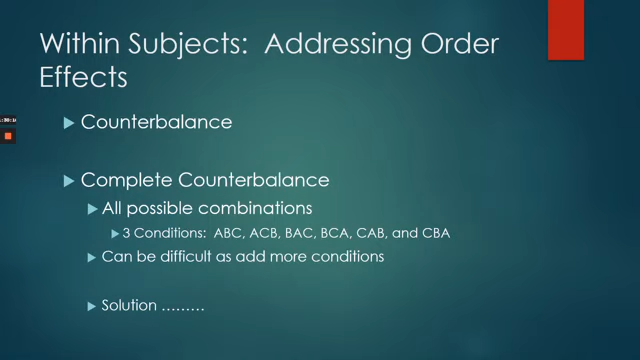 Within Subjects: Addressing Order
Effects
Counterbalance
Complete Counterbalance
All possible combinations
3 Conditions: ABC, ACB, BAC, BCA, CAB, and CBA
Can be difficult as add more conditions
Solution ………